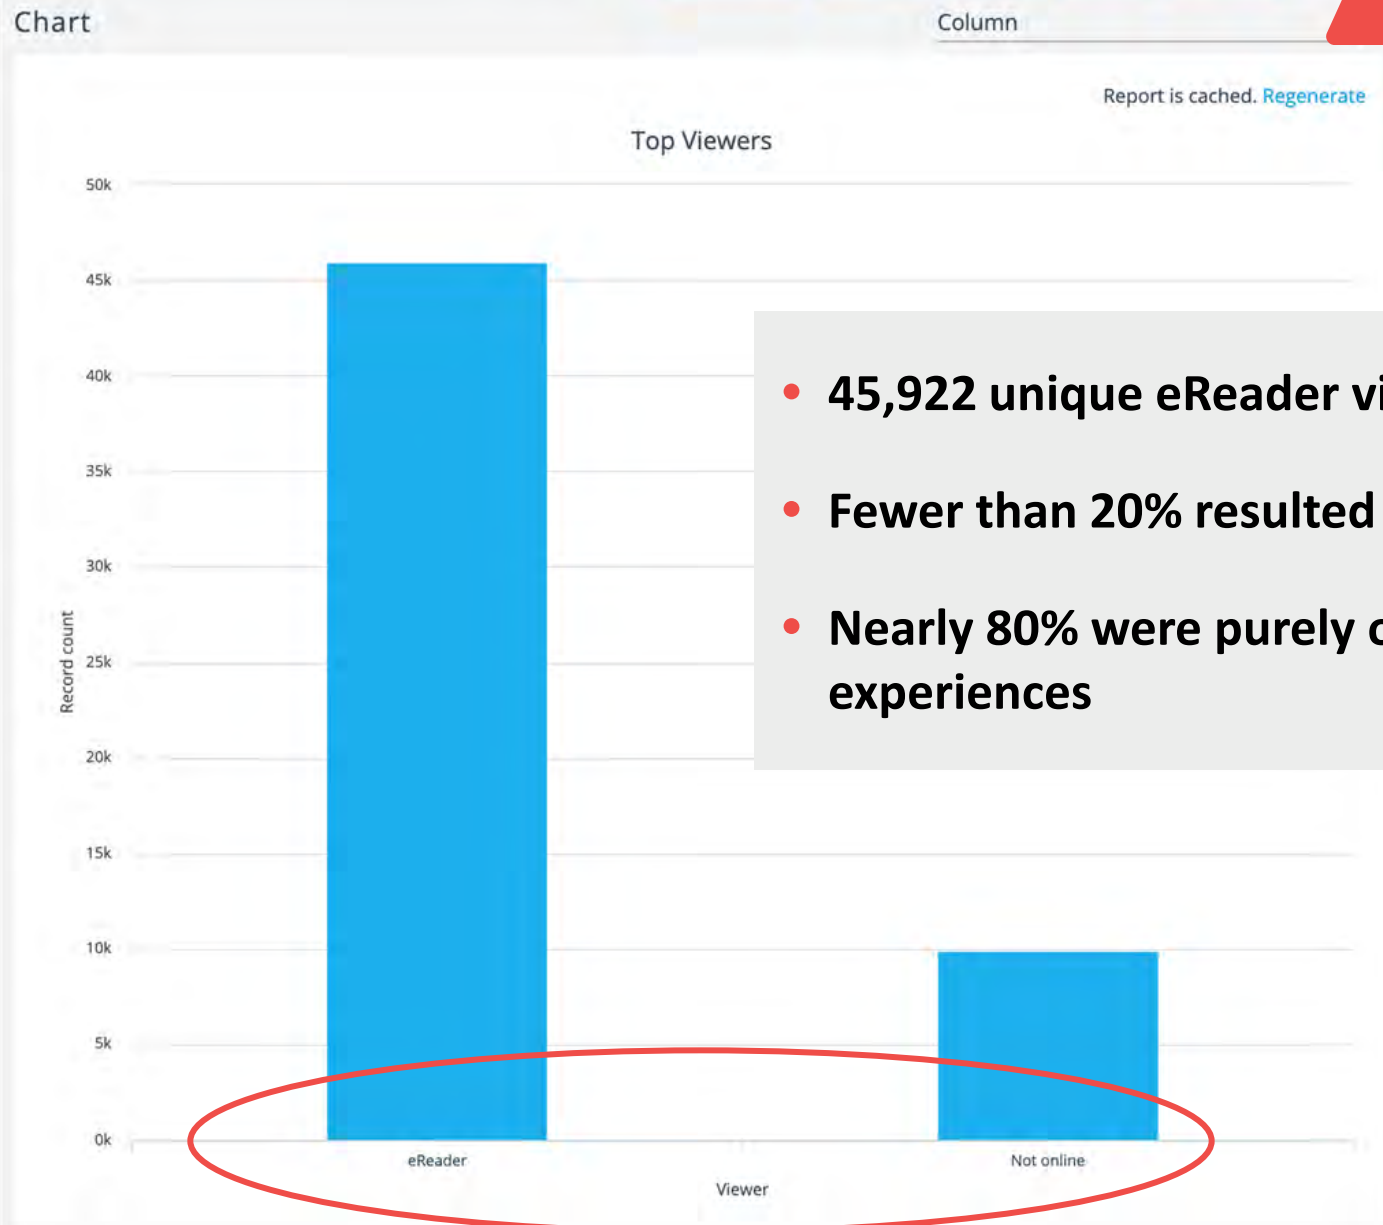 Chart
Column
Report is cached. Regenerate
Top Viewers
50k
45k
40k
35k
30k
25k
20k
15k
10k
5k
0k
Record count
• 45,922 unique eReader
• Fewer than 20% resulted
• Nearly 80% were purely
experiences
eReader
Not online
Viewer